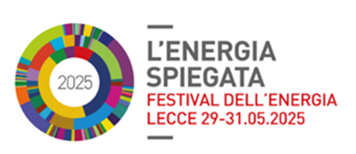 2025
L'ENERGIA
SPIEGATA
FESTIVAL DELL'ENERGIA
LECCE 29-31.05.2025